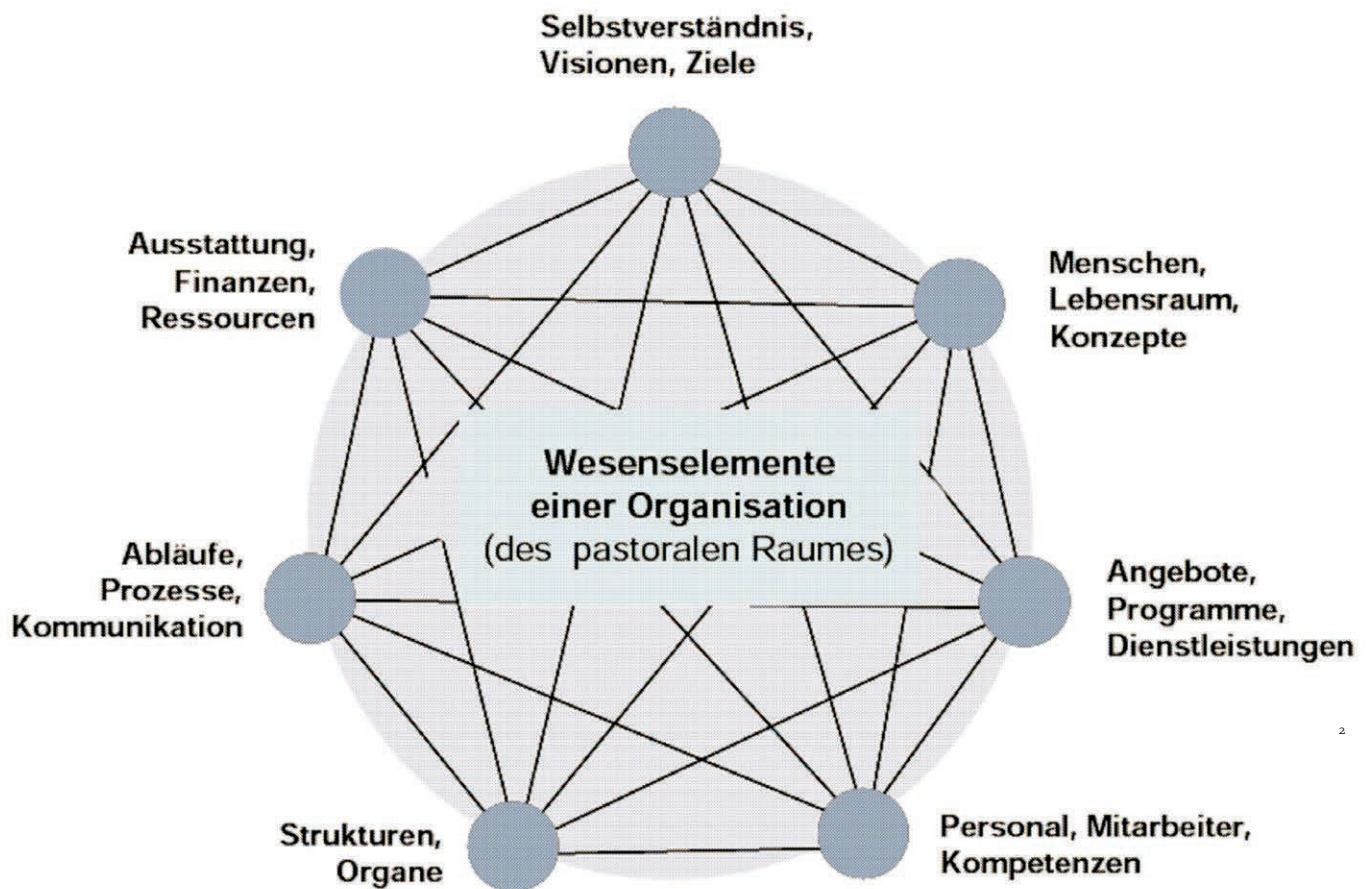 Selbstverständnis,
Visionen, Ziele
Ausstattung,
Finanzen,
Ressourcen
Menschen,
Lebensraum,
Konzepte
Wesenselemente
einer Organisation
(des pastoralen Raumes)
Abläufe,
Prozesse,
Kommunikation
Angebote,
Programme,
Dienstleistungen
2
Strukturen,
Organe
Personal, Mitarbeiter,
Kompetenzen